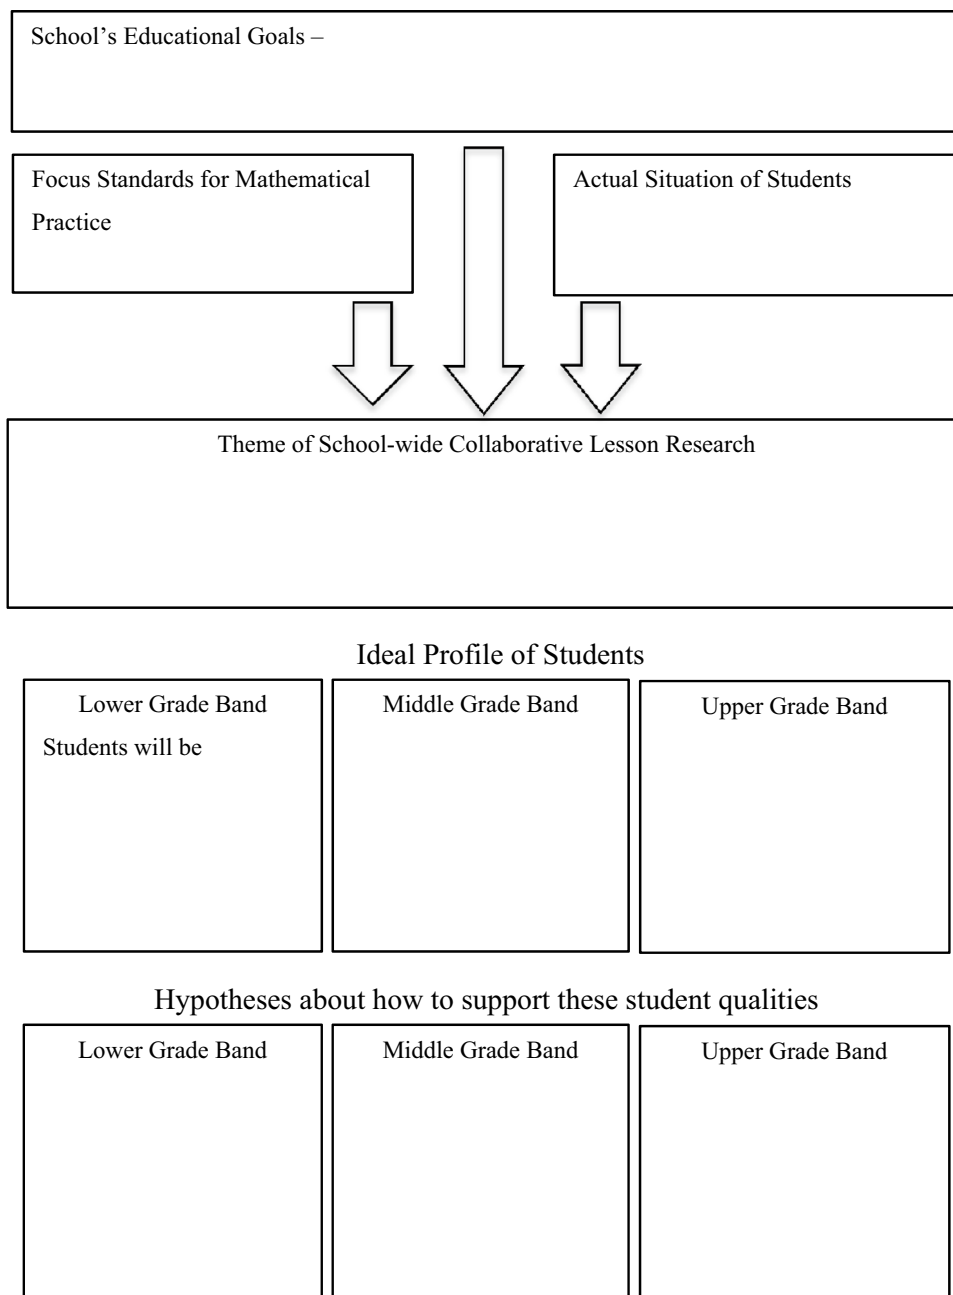 School’s Educational Goals –
Focus Standards for Mathematical
Practice
Actual Situation of Students
Theme of School-wide Collaborative Lesson Research
Ideal Profile of Students
Lower Grade Band
Students will be
Middle Grade Band
Upper Grade Band
Hypotheses about how to support these student qualities
Lower Grade Band
Middle Grade Band
Upper Grade Band